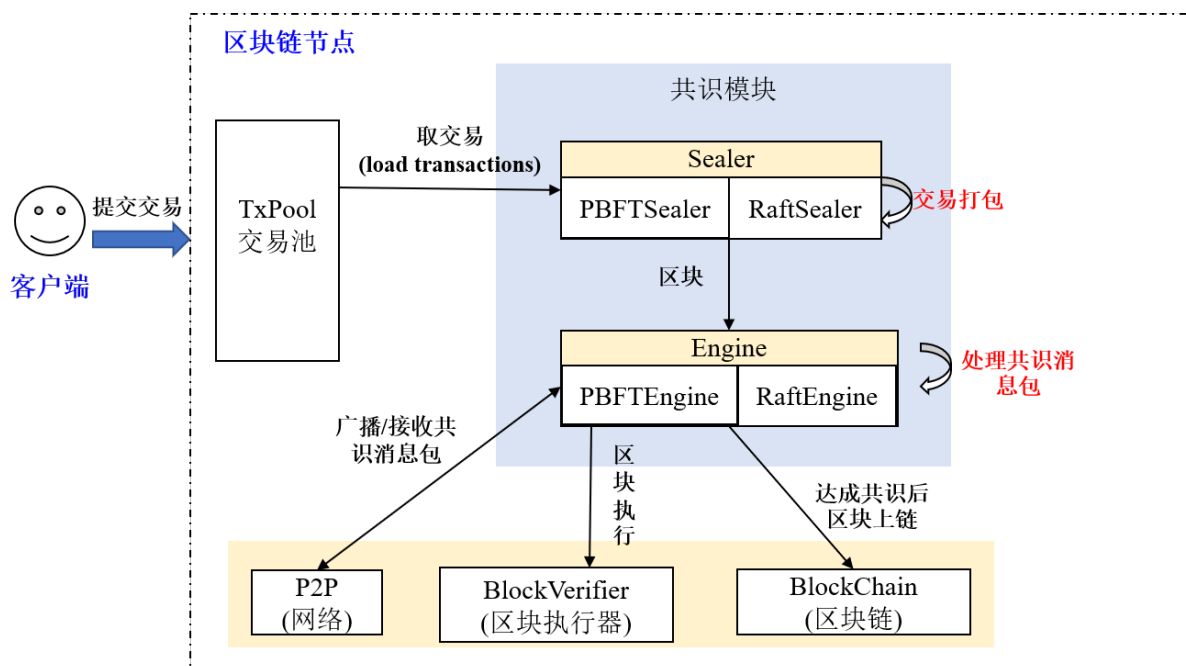 区块链节点
共识模块
取交易
(load transactions)
Sealer
TxPool
交易池
PBFTSealer
RaftSealer
交易打包
提交交易
客户端
区块
Engine
处理共识消
息包
PBFTEngine
RaftEngine
广播/接收共
识消息包
区
块
执
行
达成共识后
区块上链
P2P
(网络)
BlockVerifier
(区块执行器)
BlockChain
(区块链)